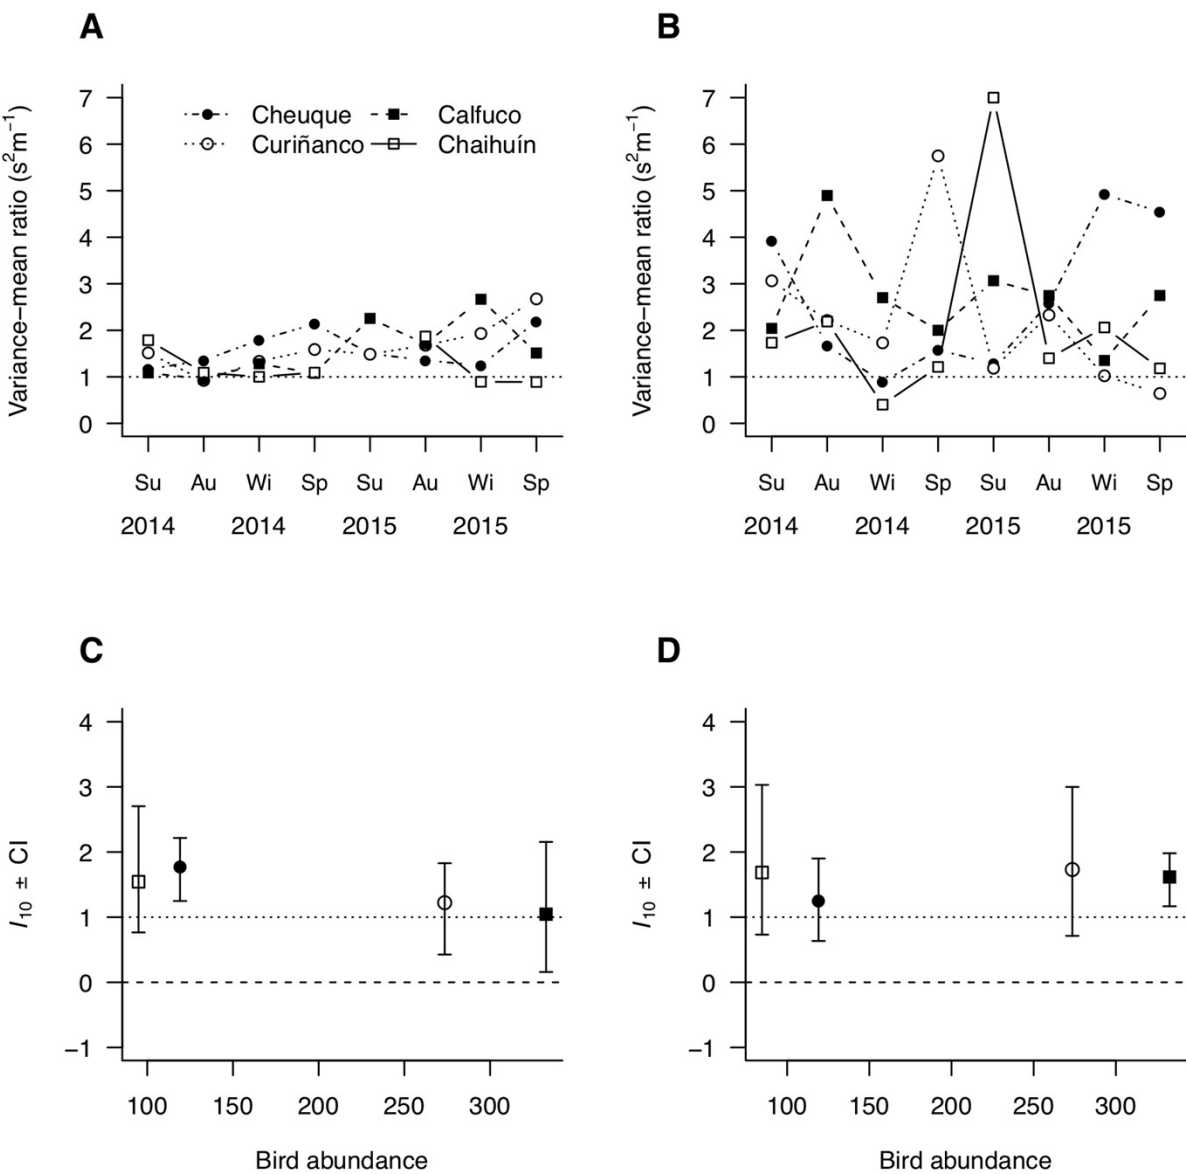 A
Variance−mean ratio (s²m⁻¹)
7
6
5
4
3
2
1
0
Cheuque
Calfuco
Curiñanco
Chaihuín
Su Au Wi Sp Su Au Wi Sp
2014 2014 2015 2015
B
Variance−mean ratio (s²m⁻¹)
7
6
5
4
3
2
1
0
Su Au Wi Sp Su Au Wi Sp
2014 2014 2015 2015
C
I₁₀ ± CI
4
3
2
1
0
−1
100 150 200 250 300
Bird abundance
D
I₁₀ ± CI
4
3
2
1
0
−1
100 150 200 250 300
Bird abundance